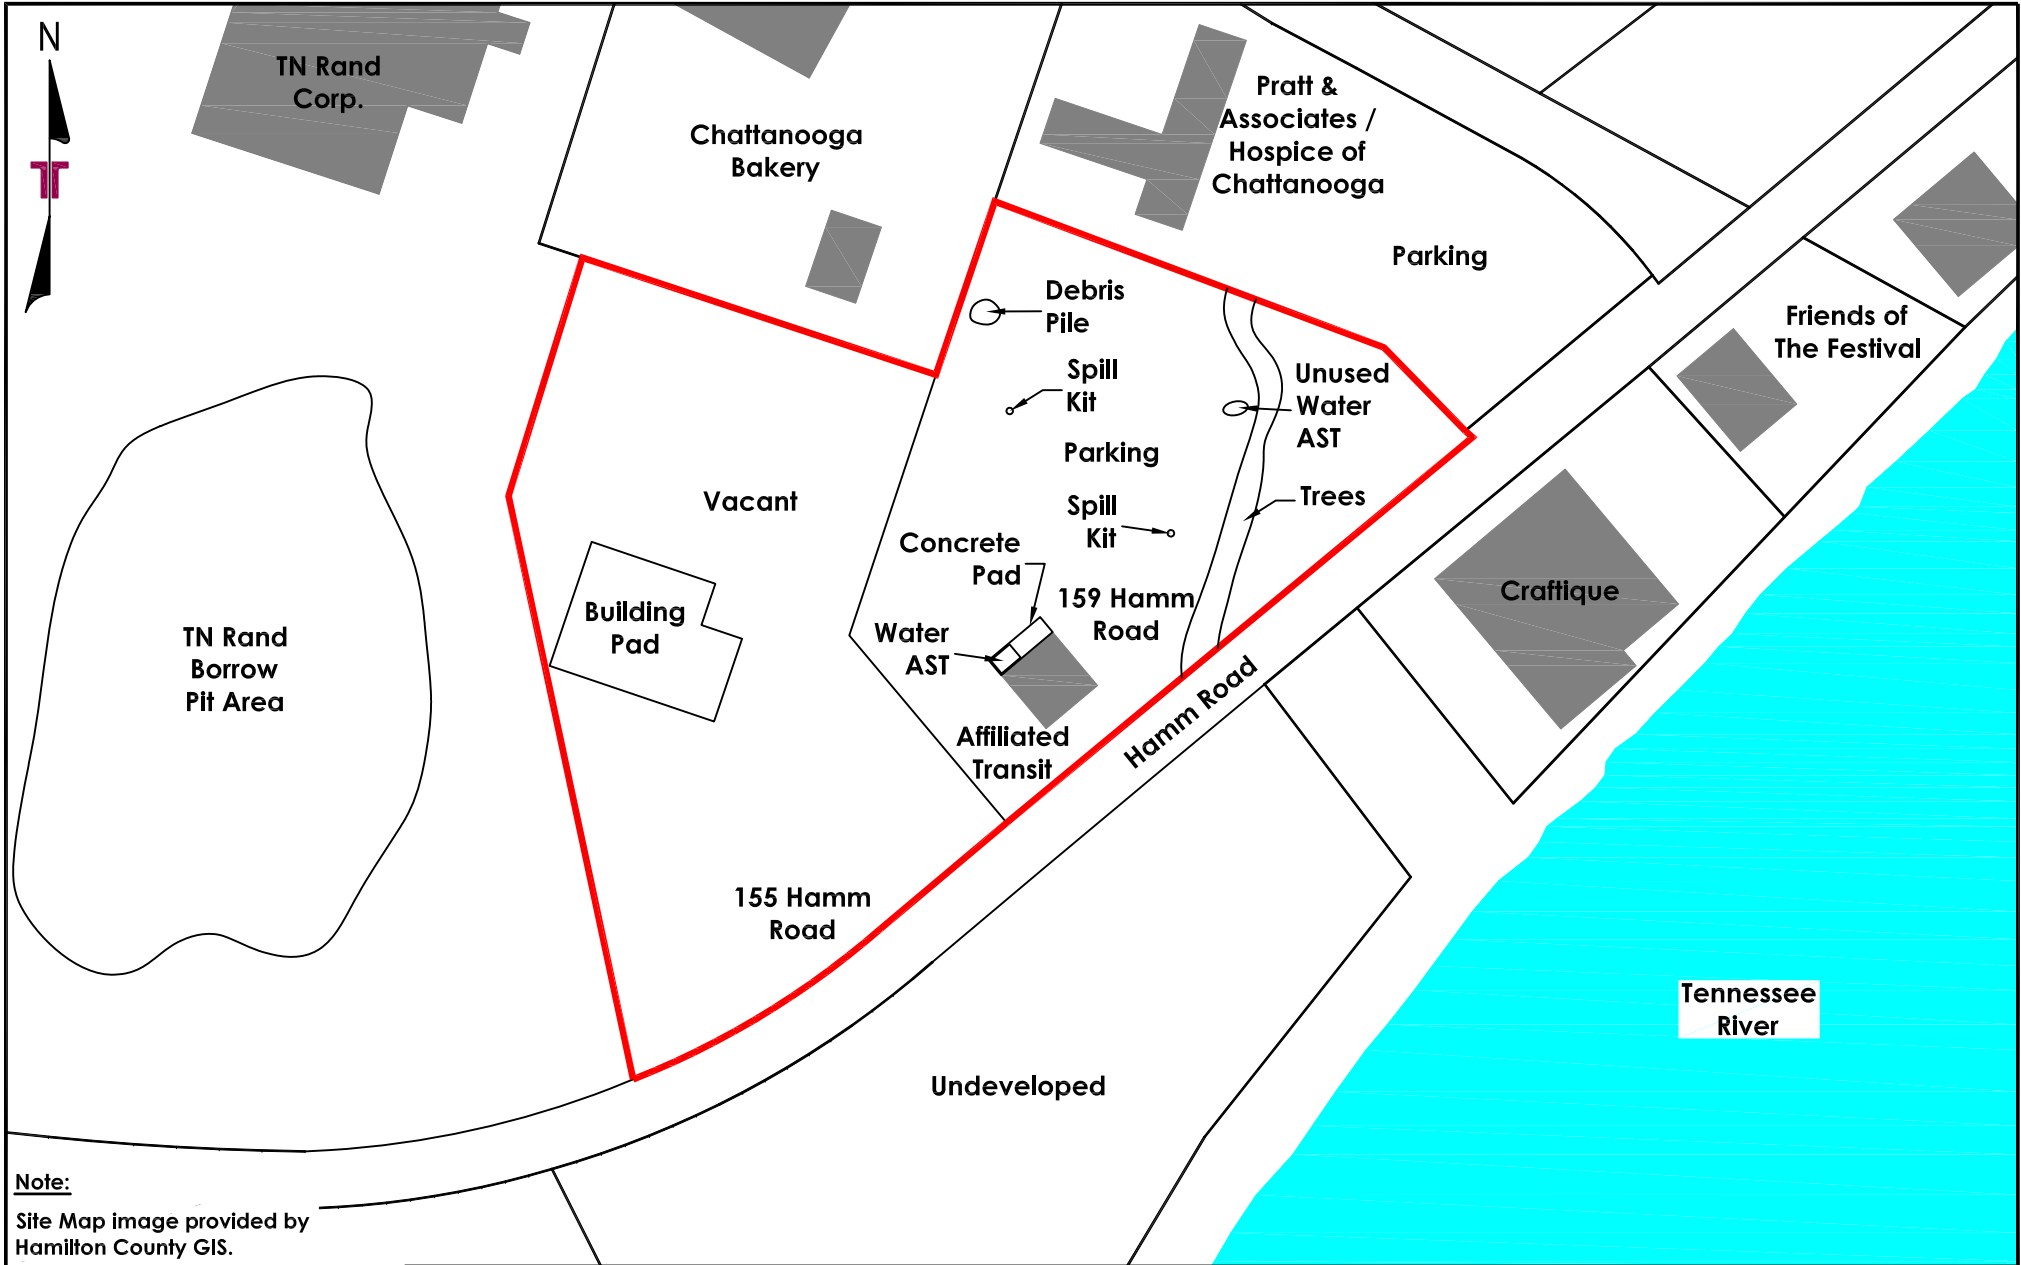 N
TN Rand
Corp.
Chattanooga
Bakery
Pratt &
Associates /
Hospice of
Chattanooga
Parking
Debris
Pile
Spill
Kit
Unused
Water
AST
Friends of
The Festival
Parking
Vacant
Trees
Spill
Kit
Concrete
Pad
159 Hamm
Road
Craftique
Building
Pad
Water
AST
TN Rand
Borrow
Pit Area
Hamm Road
Affiliated
Transit
155 Hamm
Road
Tennessee
River
Undeveloped
Note:
Site Map image provided by
Hamilton County GIS.